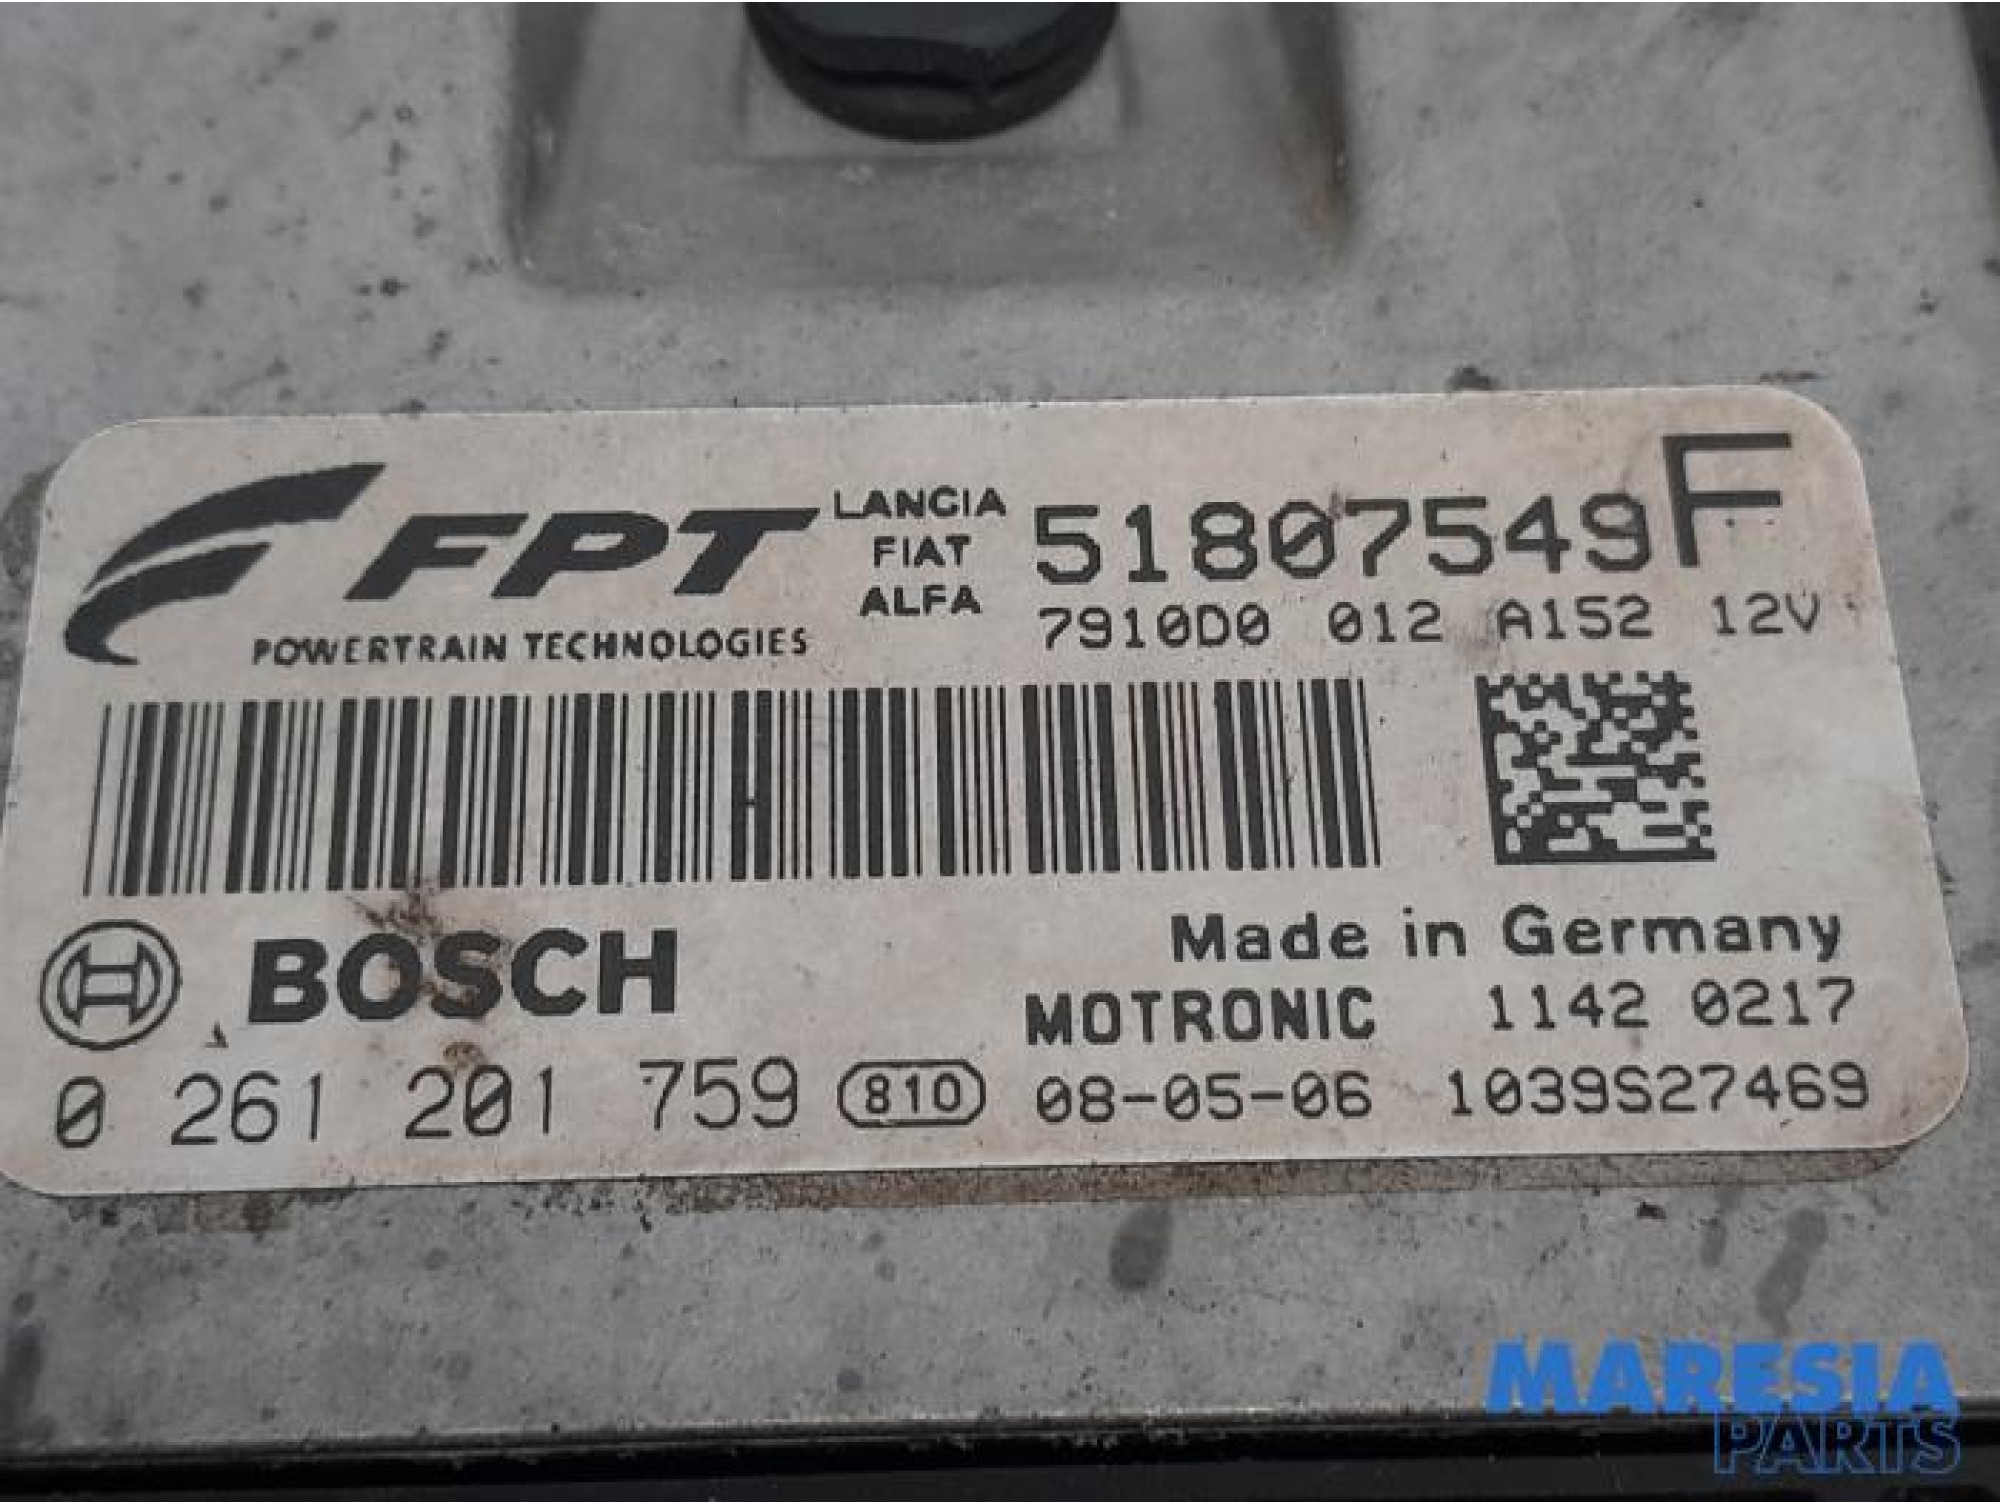 FPT
POWERTRAIN TECHNOLOGIES
LANCIA
FIAT
ALFA
51807549 F
7910D0 012 A152 12V
BOSCH
Made in Germany
MOTRONIC 1142 0217
0 261 201 759 810 08-05-06 1039S27469
MARESIA
PARTS